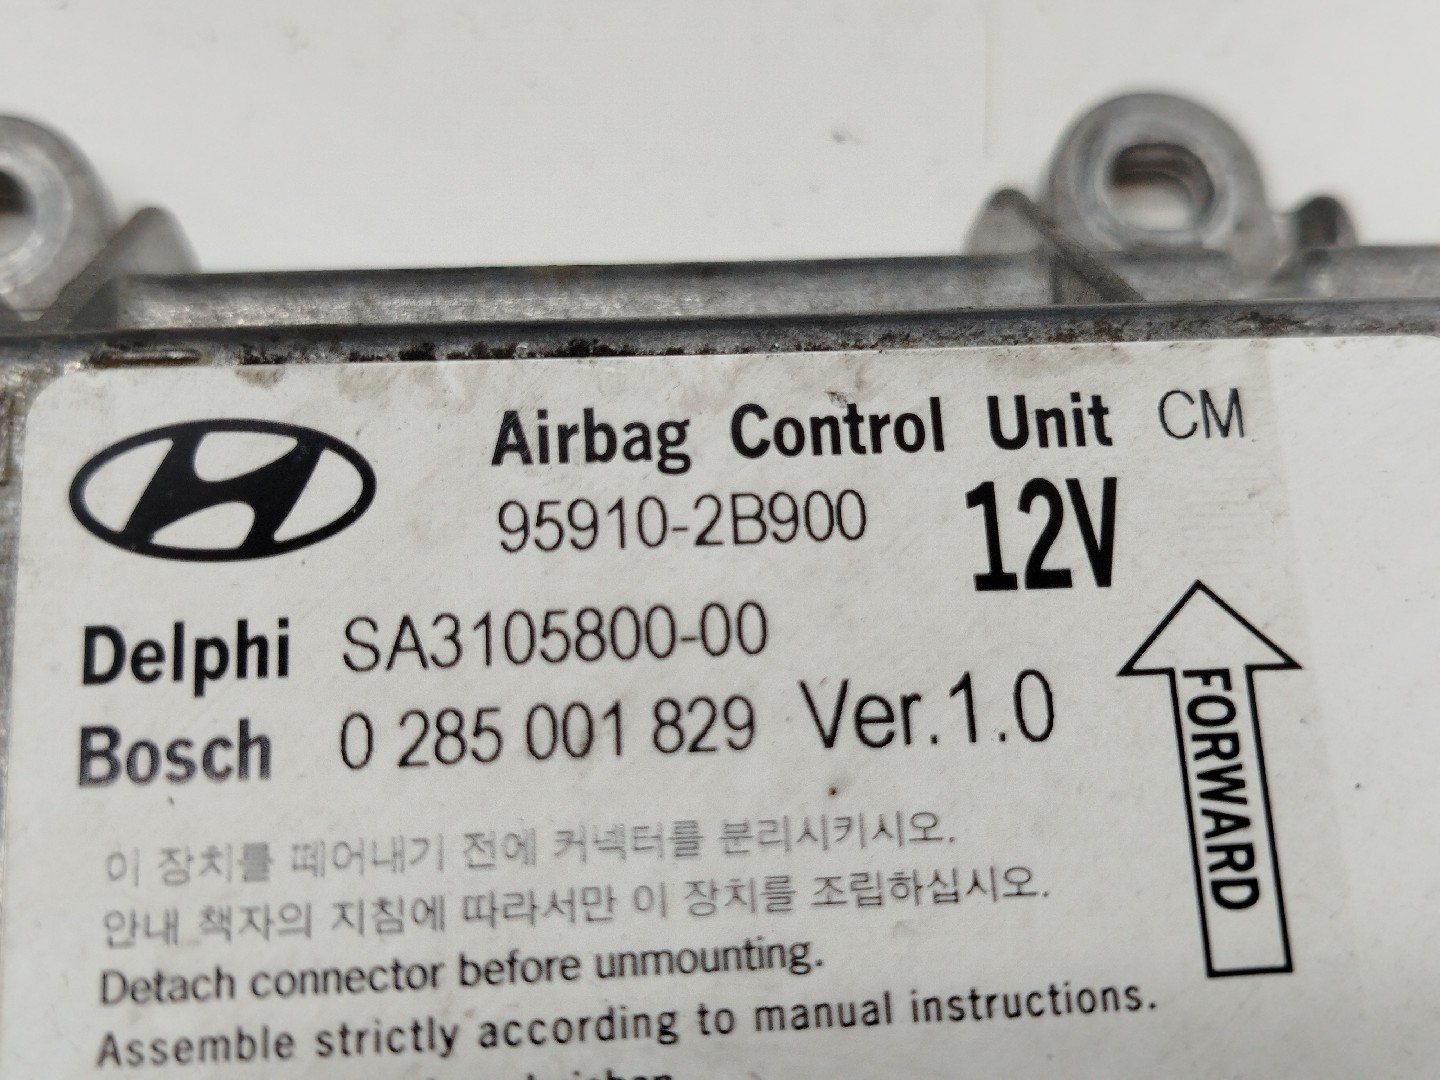 Airbag Control Unit CM
95910-2B900
12V
Delphi SA3105800-00
Bosch 0 285 001 829 Ver.1.0
FORWARD
이 장치를 떼어내기 전에 커넥터를 분리시키시오.
안내 책자의 지침에 따라서만 이 장치를 조립하십시오.
Detach connector before unmounting.
Assemble strictly according to manual instructions.